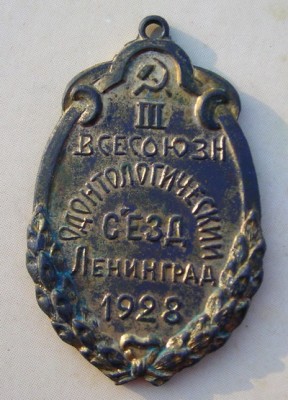 III
ВСЕСОЮЗН
ОДОНТОЛОГИЧЕСКИЙ
СЪЕЗД
ЛЕНИНГРАД
1928